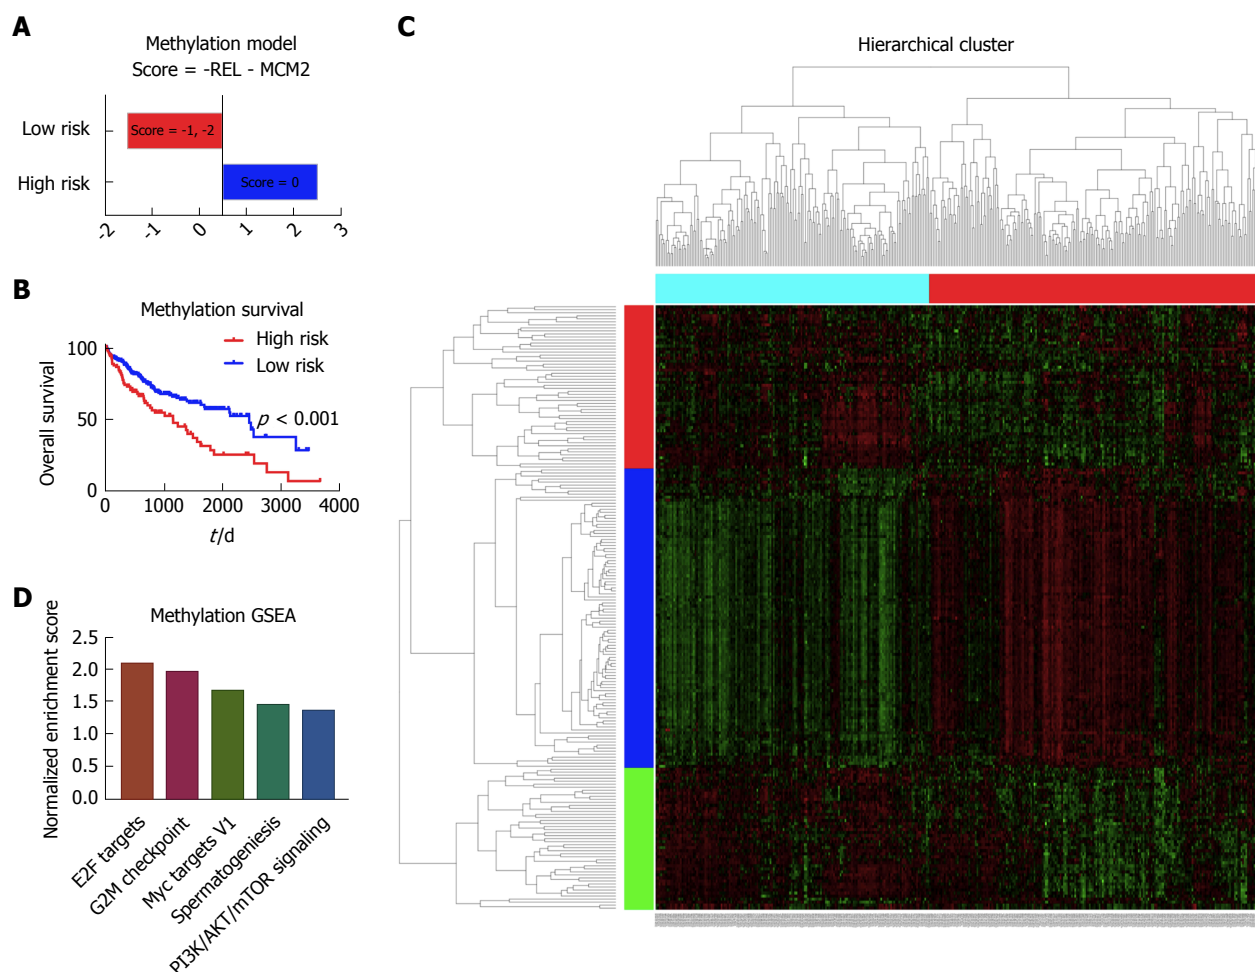 A
Methylation model
Score = -REL - MCM2
Low risk
Score = -1, -2
High risk
Score = 0
-2
-1
0
1
2
3
B
Methylation survival
High risk
Low risk
p < 0.001
Overall survival
100
50
0
0
1000
2000
3000
4000
t/d
C
Hierarchical cluster
D
Methylation GSEA
Normalized enrichment score
2.5
2.0
1.5
1.0
0.5
0.0
E2F targets
G2M checkpoint
Myc targets V1
Spermatogeniesis
PI3K/AKT/mTOR signaling